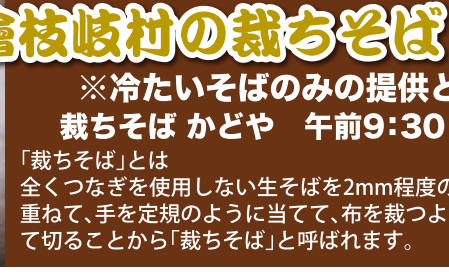 檜枝岐村の裁ちそば
※冷たいそばのみの提供と
裁ちそば かどや　午前9:30
「裁ちそば」とは
全くつなぎを使用しない生そばを2mm程度の
重ねて、手を定規のように当てて、布を裁つよ
て切ることから「裁ちそば」と呼ばれます。